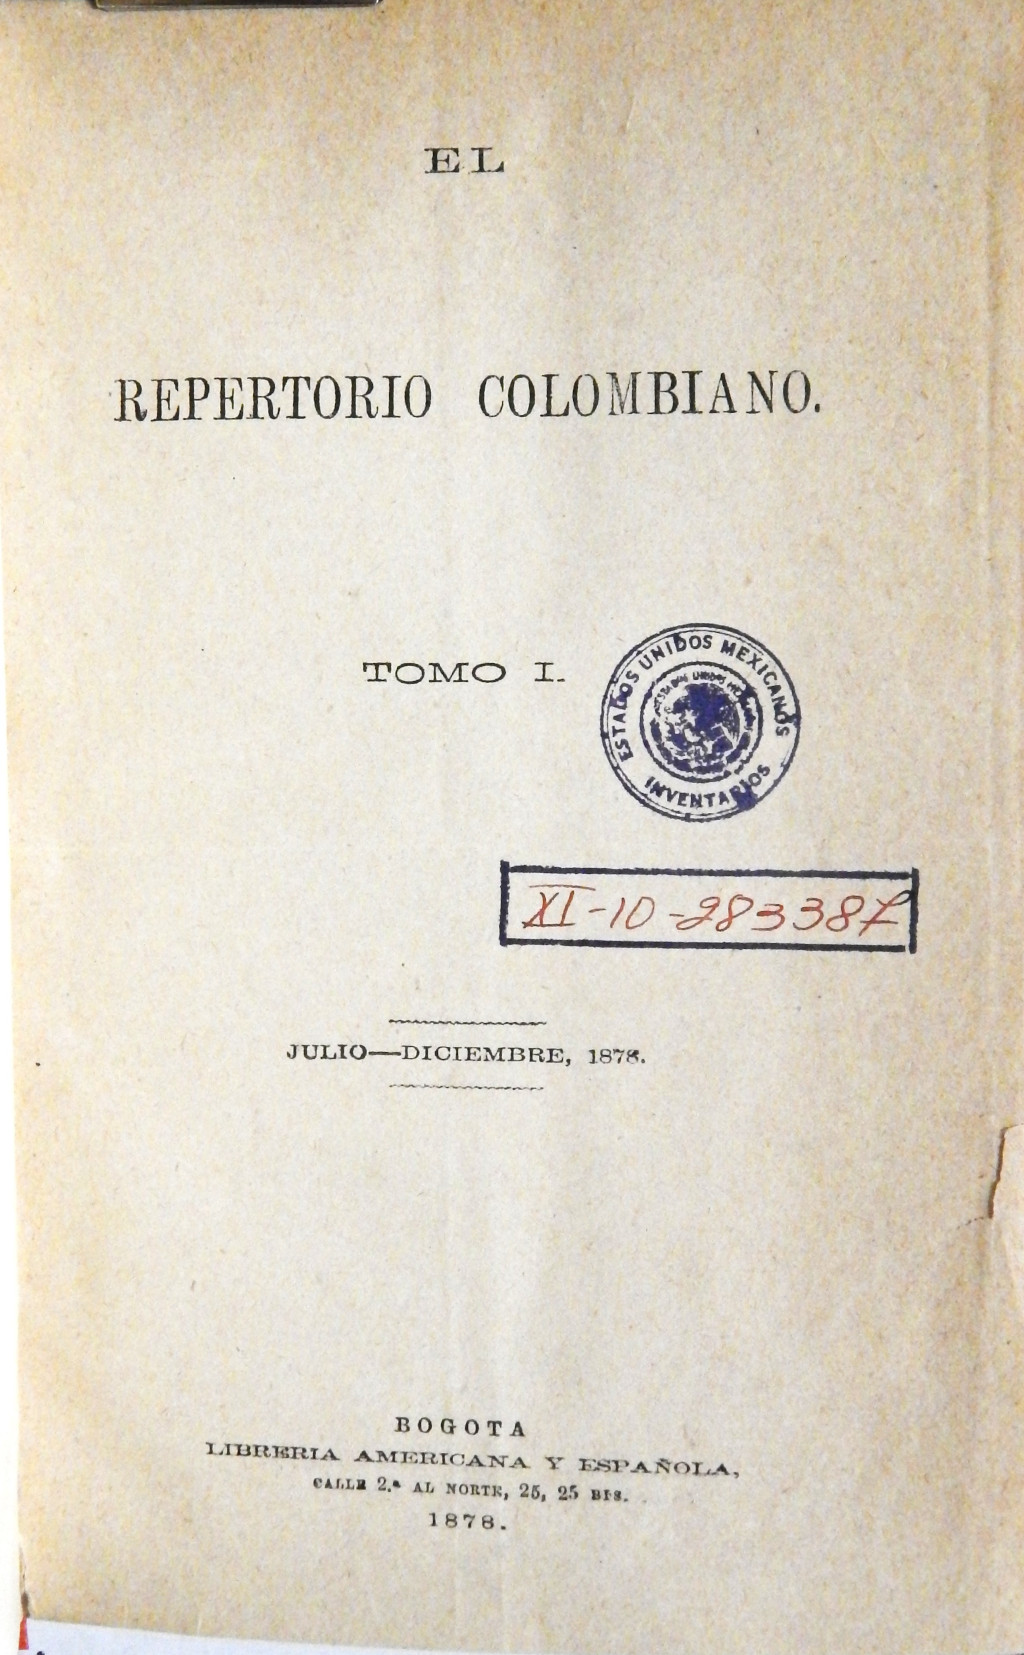 EL
REPERTORIO COLOMBIANO.
TOMO I.
ESTADOS UNIDOS MEXICANOS
INVENTARIOS
XI-10-283387
JULIO—DICIEMBRE, 1878.
BOGOTA
LIBRERIA AMERICANA Y ESPAÑOLA,
CALLE 2.ª AL NORTE, 25, 25 BIS.
1878.